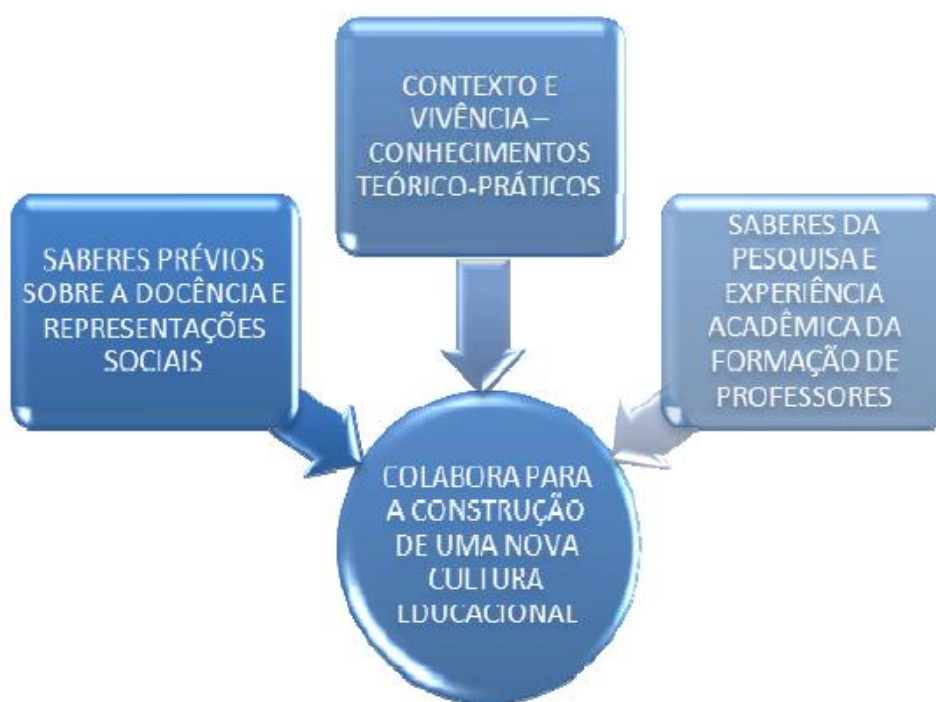 CONTEXTO E
VIVÊNCIA –
CONHECIMENTOS
TEÓRICO-PRÁTICOS
SABERES PRÉVIOS
SOBRE A DOCÊNCIA E
REPRESENTAÇÕES
SOCIAIS
SABERES DA
PESQUISA E
EXPERIÊNCIA
ACADÊMICA DA
FORMAÇÃO DE
PROFESSORES
COLABORA PARA
A CONSTRUÇÃO
DE UMA NOVA
CULTURA
EDUCACIONAL